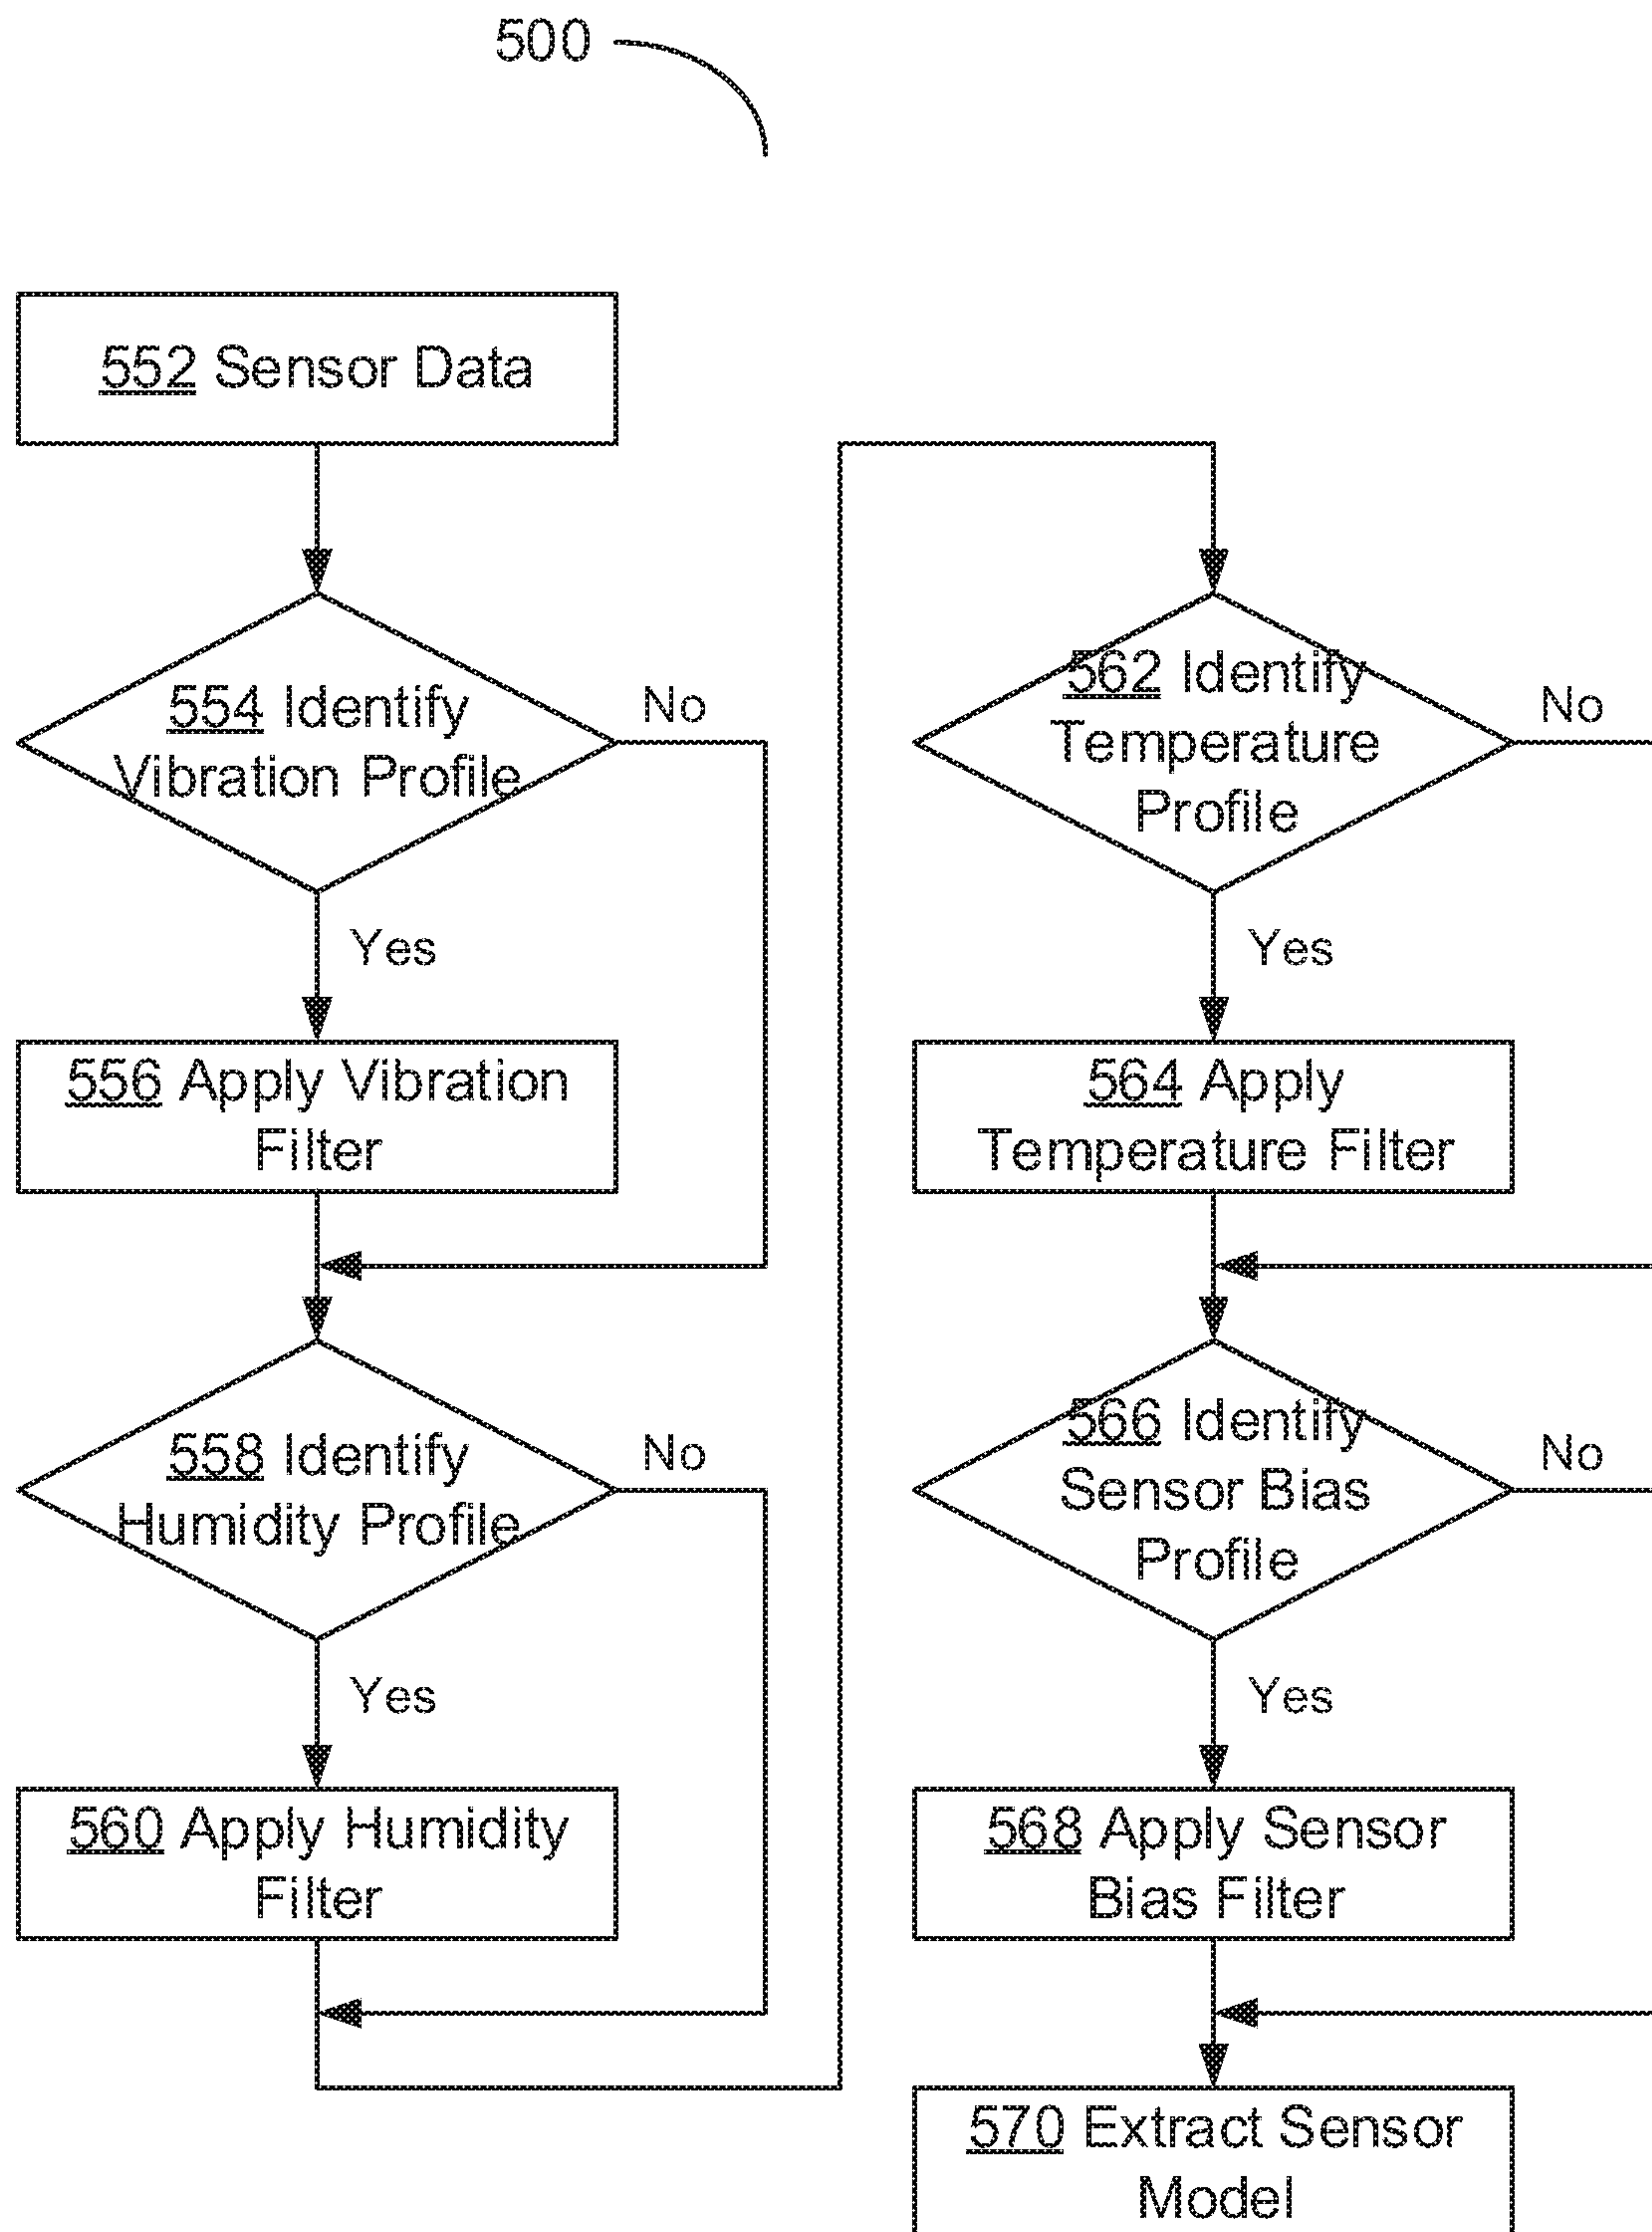 500
552 Sensor Data
554 Identify
Vibration Profile
No
Yes
556 Apply Vibration
Filter
558 Identify
Humidity Profile
No
Yes
560 Apply Humidity
Filter
562 Identify
Temperature
Profile
No
Yes
564 Apply
Temperature Filter
566 Identify
Sensor Bias
Profile
No
Yes
568 Apply Sensor
Bias Filter
570 Extract Sensor
Model